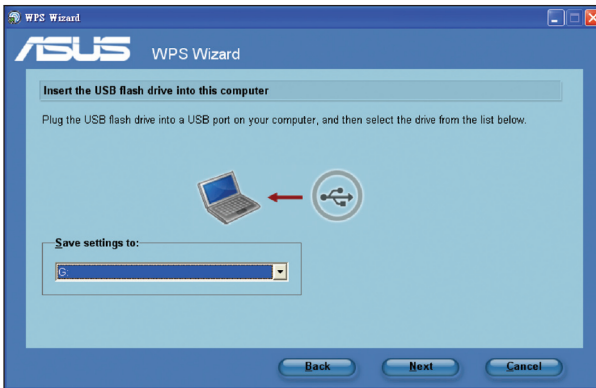 WPS Wizard
ASUS WPS Wizard
Insert the USB flash drive into this computer
Plug the USB flash drive into a USB port on your computer, and then select the drive from the list below.
Save settings to:
G
Back Next Cancel